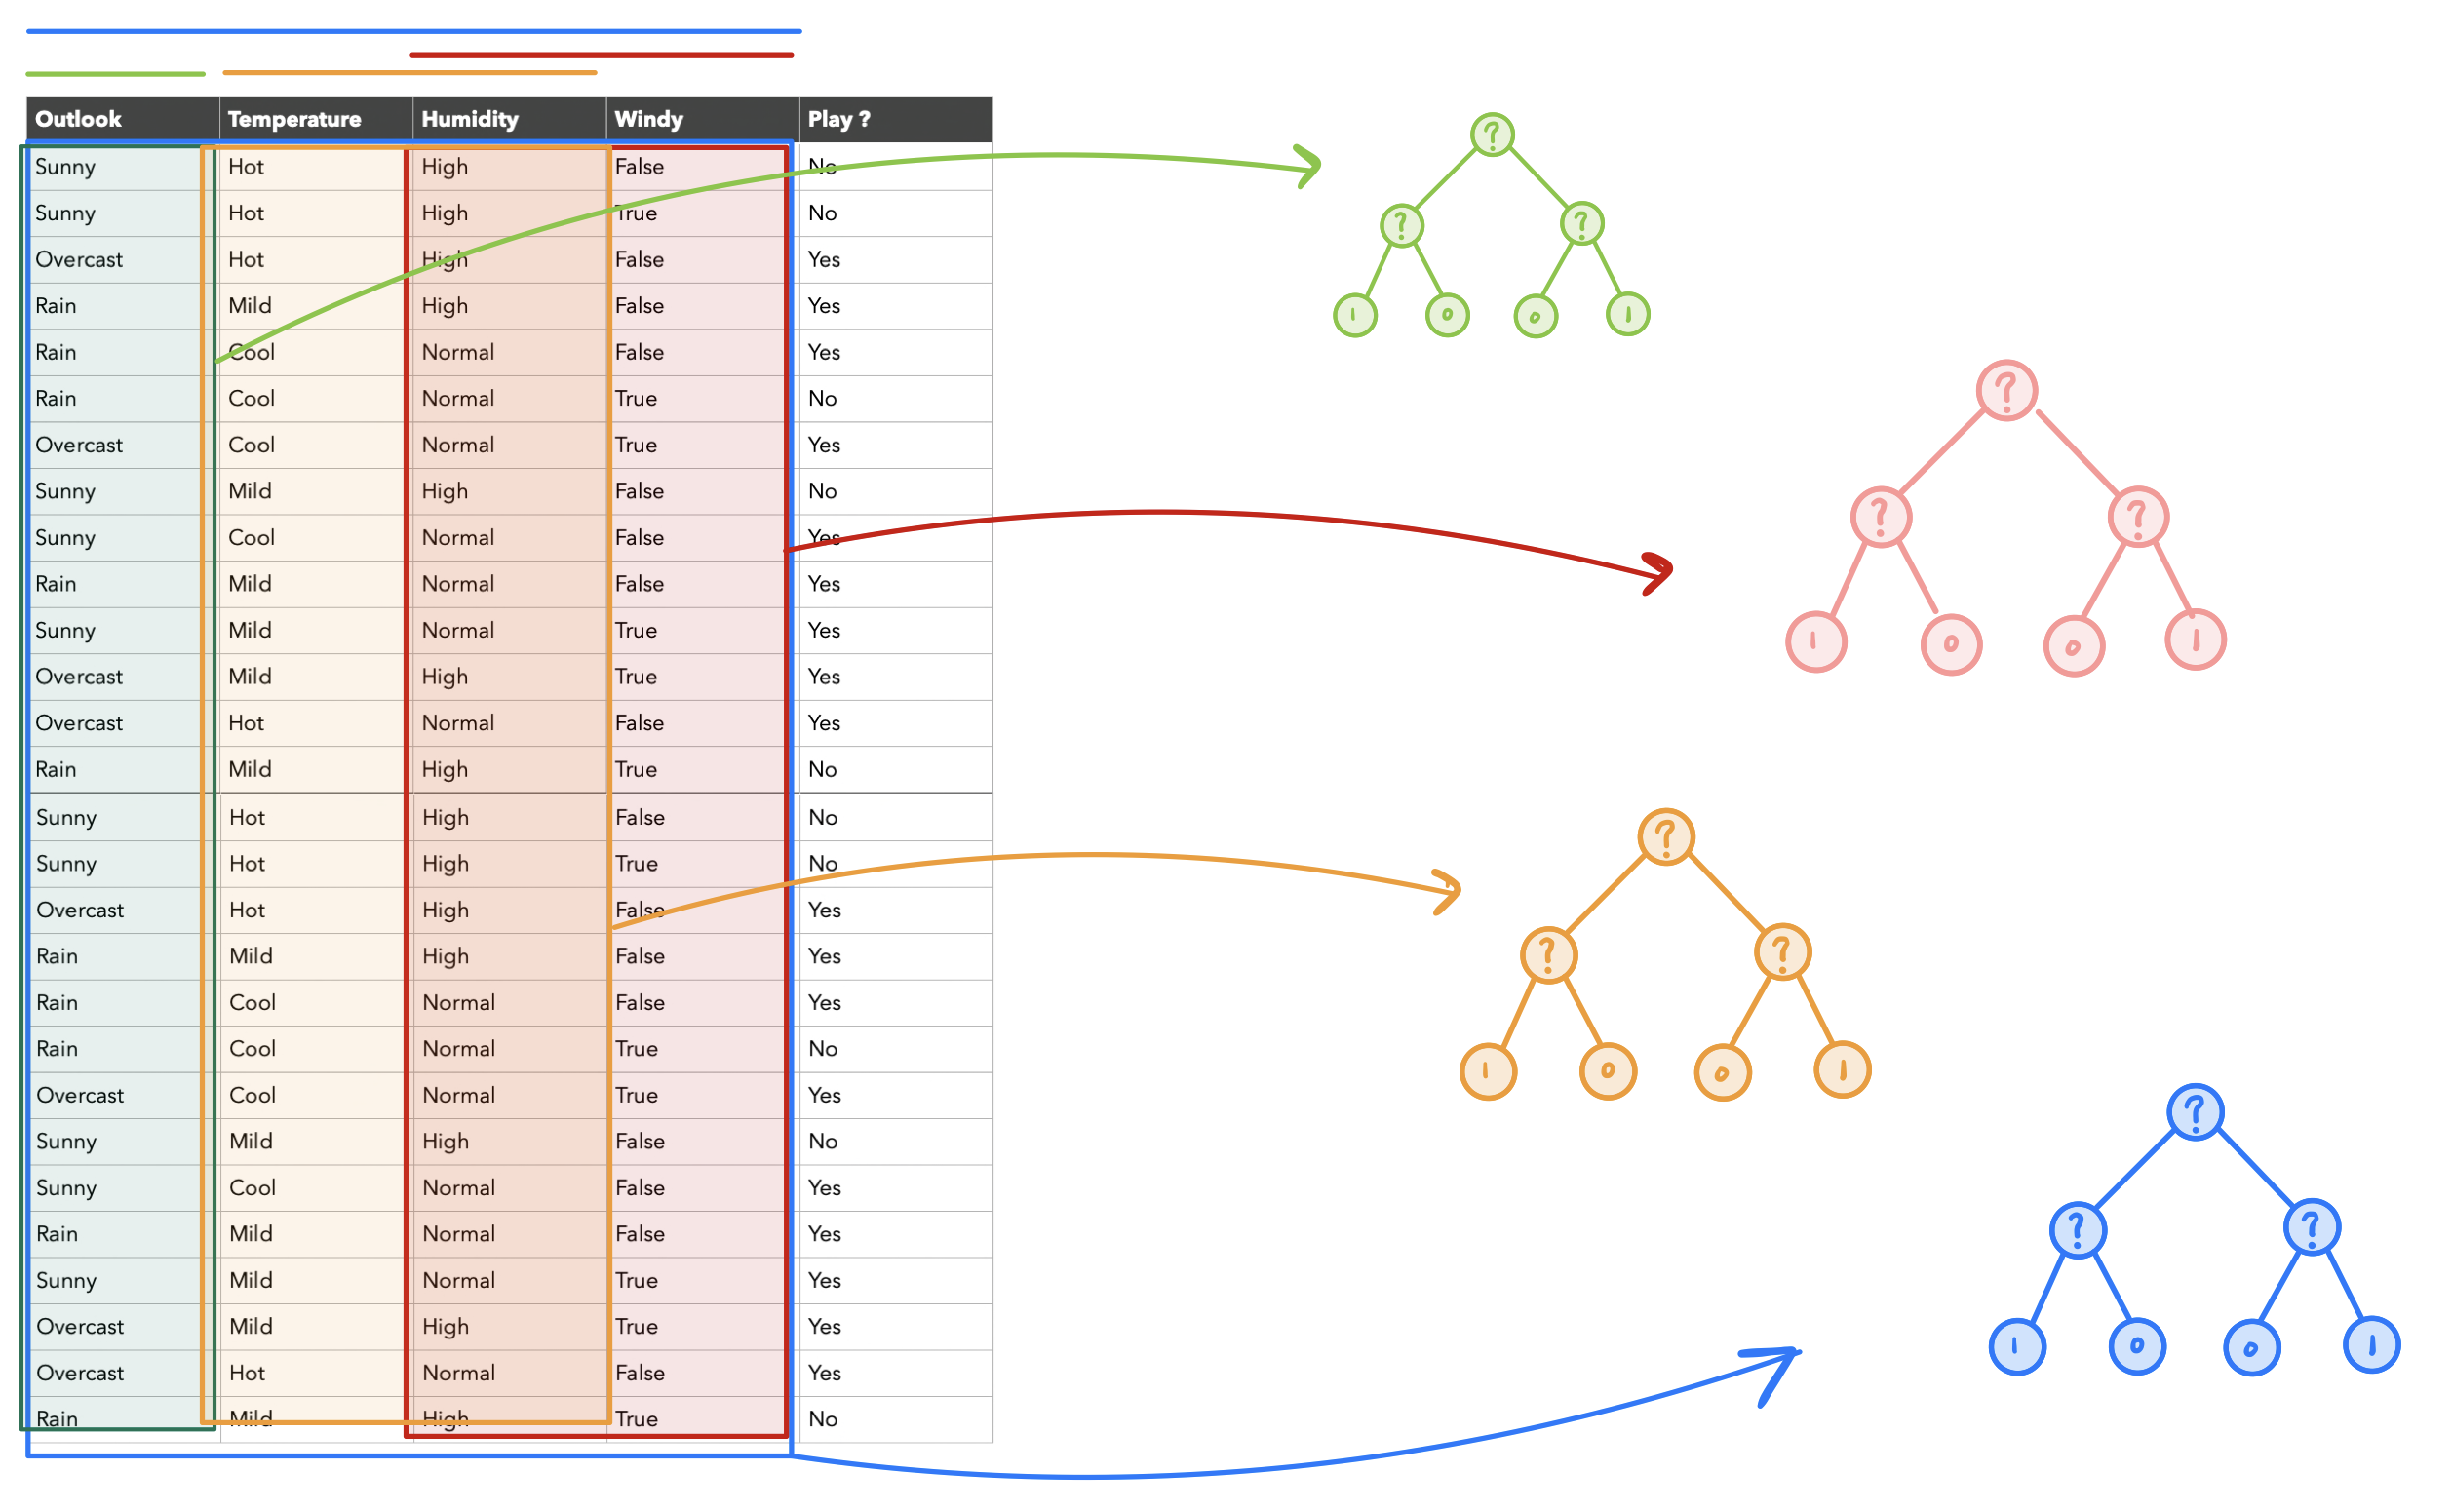 Outlook Temperature Humidity Windy Play ?
Sunny Hot High False No
Sunny Hot High True No
Overcast Hot High False Yes
Rain Mild High False Yes
Rain Cool Normal False Yes
Rain Cool Normal True No
Overcast Cool Normal True Yes
Sunny Mild High False No
Sunny Cool Normal False Yes
Rain Mild Normal False Yes
Sunny Mild Normal True Yes
Overcast Mild High True Yes
Overcast Hot Normal False Yes
Rain Mild High True No
Sunny Hot High False No
Sunny Hot High True No
Overcast Hot High False Yes
Rain Mild High False Yes
Rain Cool Normal False Yes
Rain Cool Normal True No
Overcast Cool Normal True Yes
Sunny Mild High False No
Sunny Cool Normal False Yes
Rain Mild Normal False Yes
Sunny Mild Normal True Yes
Overcast Mild High True Yes
Overcast Hot Normal False Yes
Rain Mild High True No
?
? ?
1 0 0 1
?
? ?
1 0 0 1
?
? ?
1 0 0 1
?
? ?
1 0 0 1